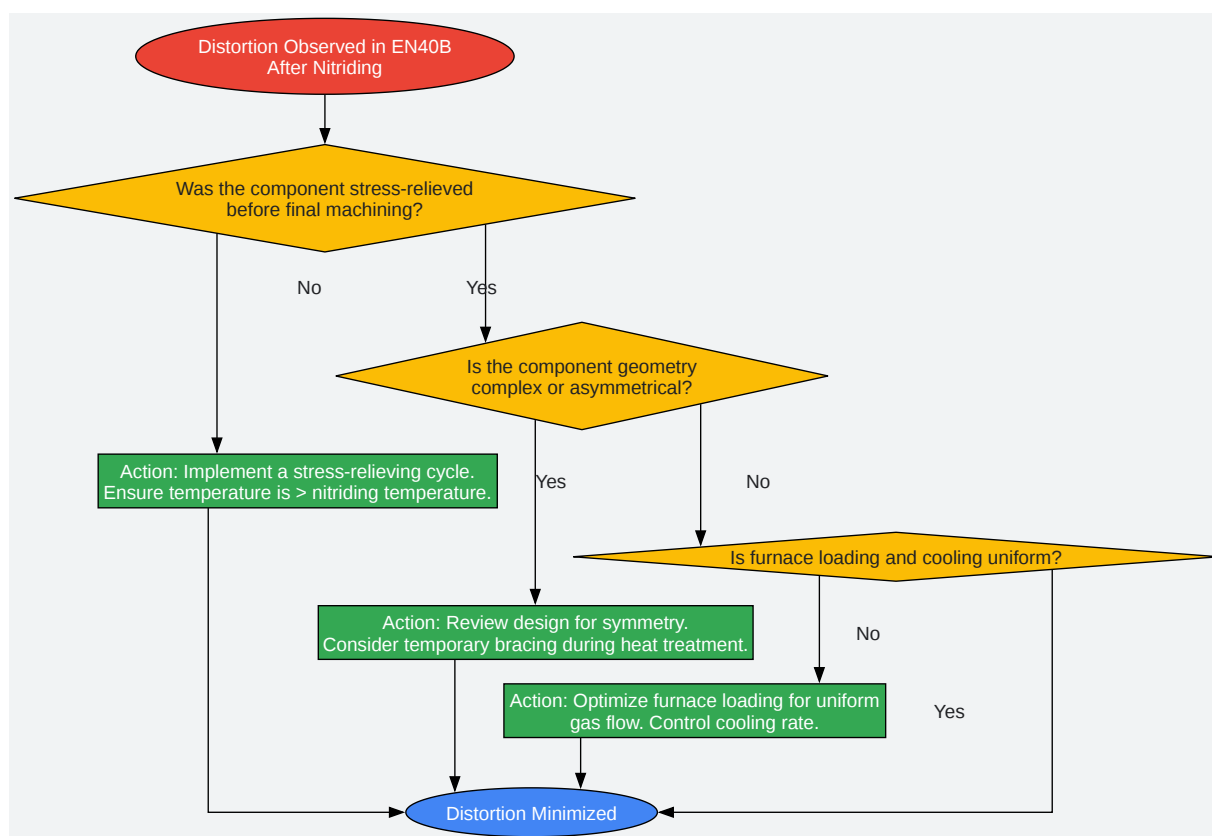 Distortion Observed in EN40B
After Nitriding
Was the component stress-relieved
before final machining?
No
Yes
Is the component geometry
complex or asymmetrical?
Action: Implement a stress-relieving cycle.
Ensure temperature is > nitriding temperature.
Yes
No
Is furnace loading and cooling uniform?
Action: Review design for symmetry.
Consider temporary bracing during heat treatment.
No
Action: Optimize furnace loading for uniform
gas flow. Control cooling rate.
Yes
Distortion Minimized